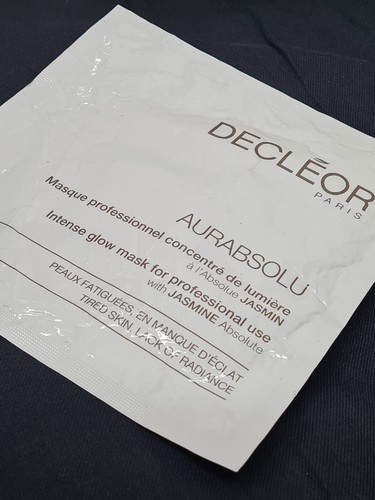 DECLÉOR
PARIS
AURABSOLU
Masque professionnel concentré de lumière
à l'Absolue JASMIN
Intense glow mask for professional use
with JASMINE Absolute
PEAUX FATIGUÉES, EN MANQUE D'ÉCLAT
TIRED SKIN, LACK OF RADIANCE